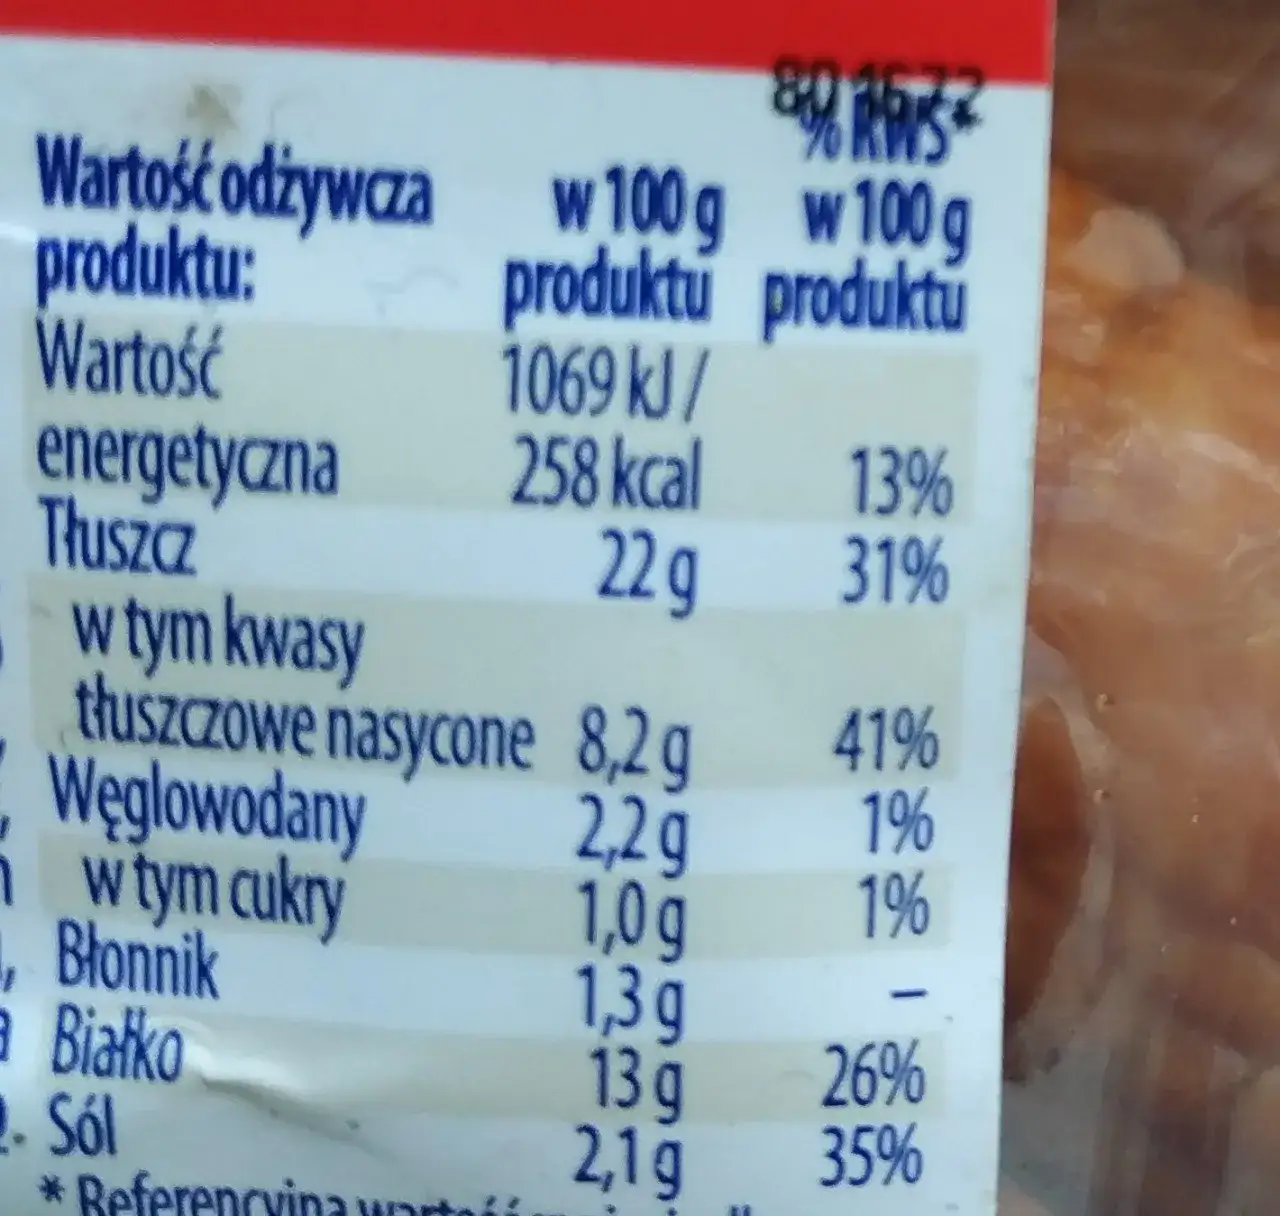 801672
% RWS*
Wartość odżywcza w 100 g w 100 g
produktu: produktu produktu
Wartość 1069 kJ /
energetyczna 258 kcal 13%
Tłuszcz 22 g 31%
w tym kwasy
tłuszczowe nasycone 8,2 g 41%
Węglowodany 2,2 g 1%
w tym cukry 1,0 g 1%
Błonnik 1,3 g –
Białko 13 g 26%
Sól 2,1 g 35%
* Referencyjna